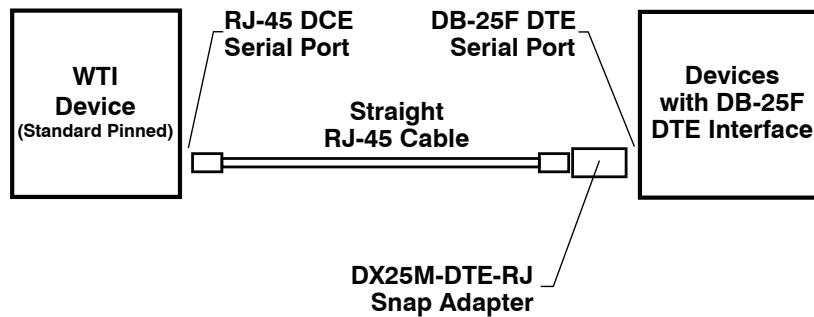 RJ-45 DCE
Serial Port
DB-25F DTE
Serial Port
WTI
Device
(Standard Pinned)
Straight
RJ-45 Cable
Devices
with DB-25F
DTE Interface
DX25M-DTE-RJ
Snap Adapter